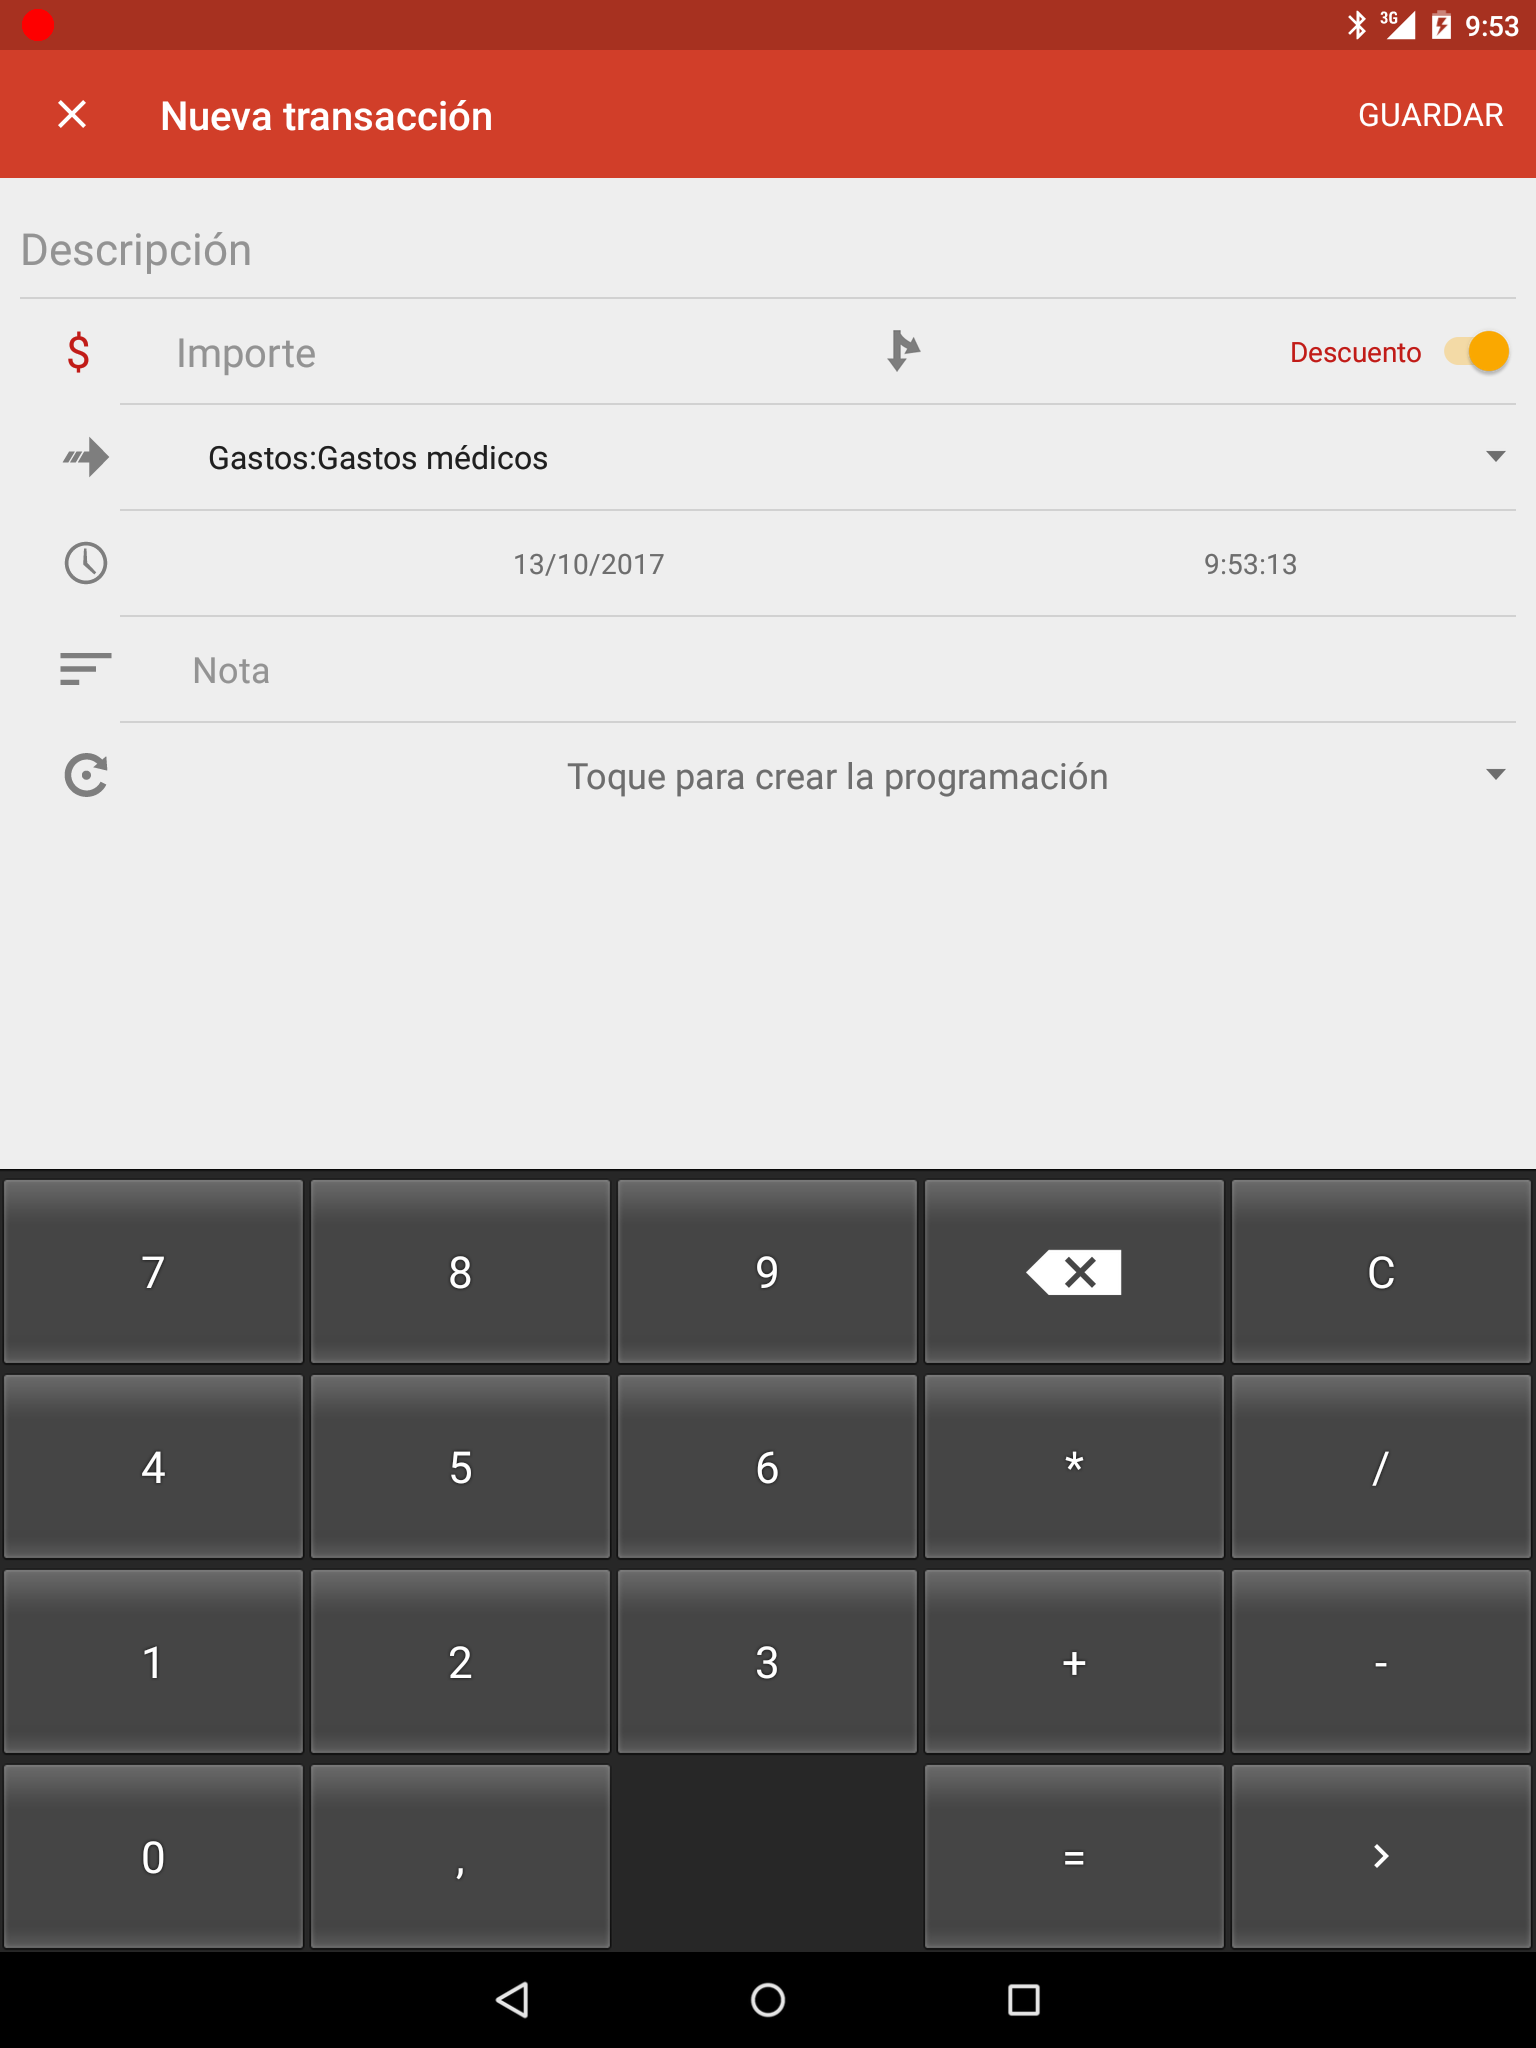 3G 9:53
Nueva transacción GUARDAR
Descripción
$ Importe Descuento
Gastos:Gastos médicos
13/10/2017 9:53:13
Nota
Toque para crear la programación
7 8 9 C
4 5 6 * /
1 2 3 + -
0 , = >